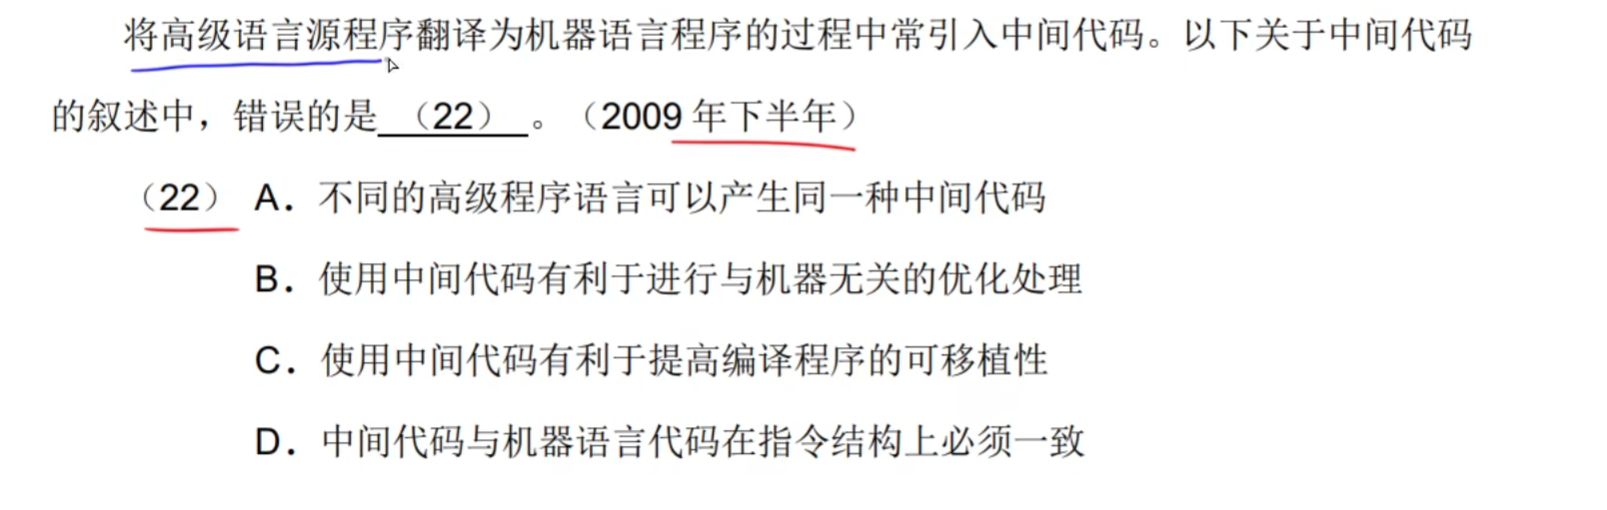 将高级语言源程序翻译为机器语言程序的过程中常引入中间代码。以下关于中间代码
的叙述中，错误的是 （22） 。（2009 年下半年）
（22） A．不同的高级程序语言可以产生同一种中间代码
B．使用中间代码有利于进行与机器无关的优化处理
C．使用中间代码有利于提高编译程序的可移植性
D．中间代码与机器语言代码在指令结构上必须一致